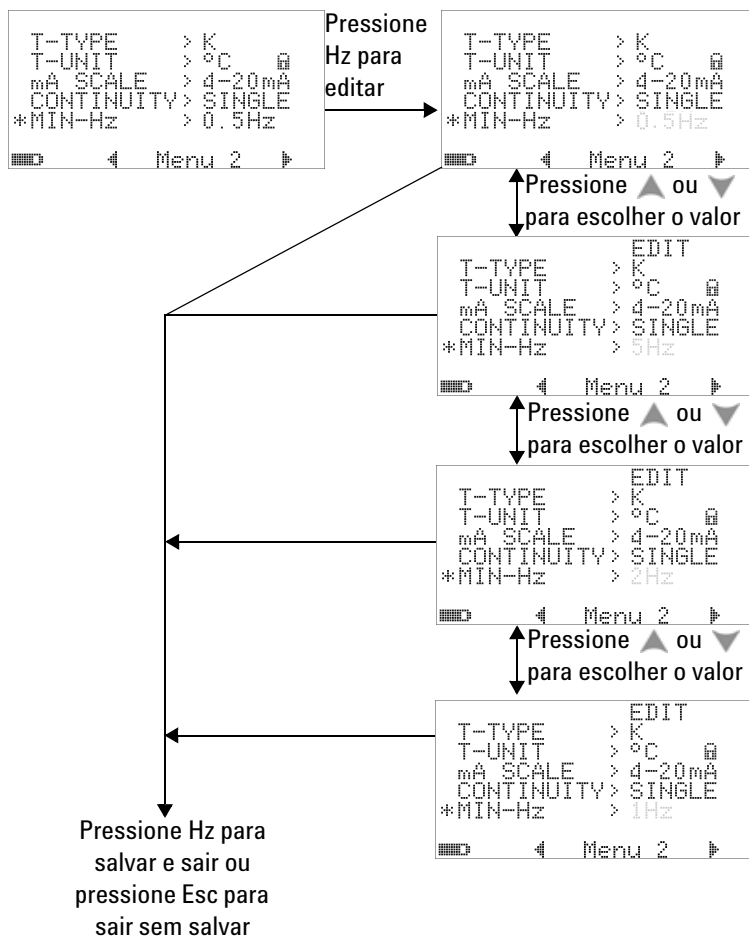 T-TYPE > K
T-UNIT > °C
mA SCALE > 4-20mA
CONTINUITY> SINGLE
*MIN-Hz > 0.5Hz
Menu 2
Pressione
Hz para
editar
T-TYPE > K
T-UNIT > °C
mA SCALE > 4-20mA
CONTINUITY> SINGLE
*MIN-Hz > 0.5Hz
Menu 2
Pressione ou
para escolher o valor
EDIT
T-TYPE > K
T-UNIT > °C
mA SCALE > 4-20mA
CONTINUITY> SINGLE
*MIN-Hz > 5Hz
Menu 2
Pressione ou
para escolher o valor
EDIT
T-TYPE > K
T-UNIT > °C
mA SCALE > 4-20mA
CONTINUITY> SINGLE
*MIN-Hz > 2Hz
Menu 2
Pressione ou
para escolher o valor
EDIT
T-TYPE > K
T-UNIT > °C
mA SCALE > 4-20mA
CONTINUITY> SINGLE
*MIN-Hz > 1Hz
Menu 2
Pressione Hz para
salvar e sair ou
pressione Esc para
sair sem salvar